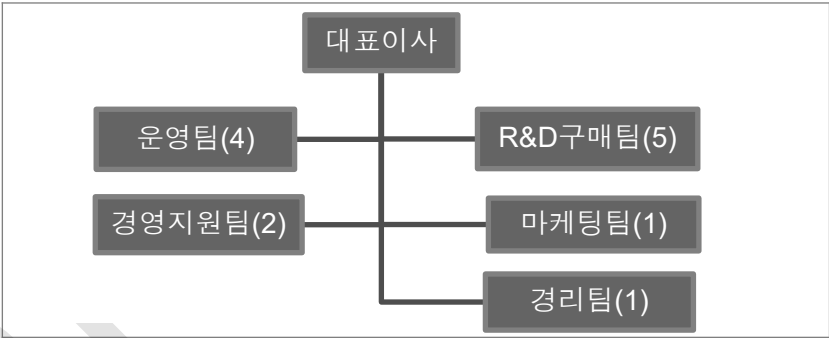 대표이사
운영팀(4)
R&D구매팀(5)
경영지원팀(2)
마케팅팀(1)
경리팀(1)